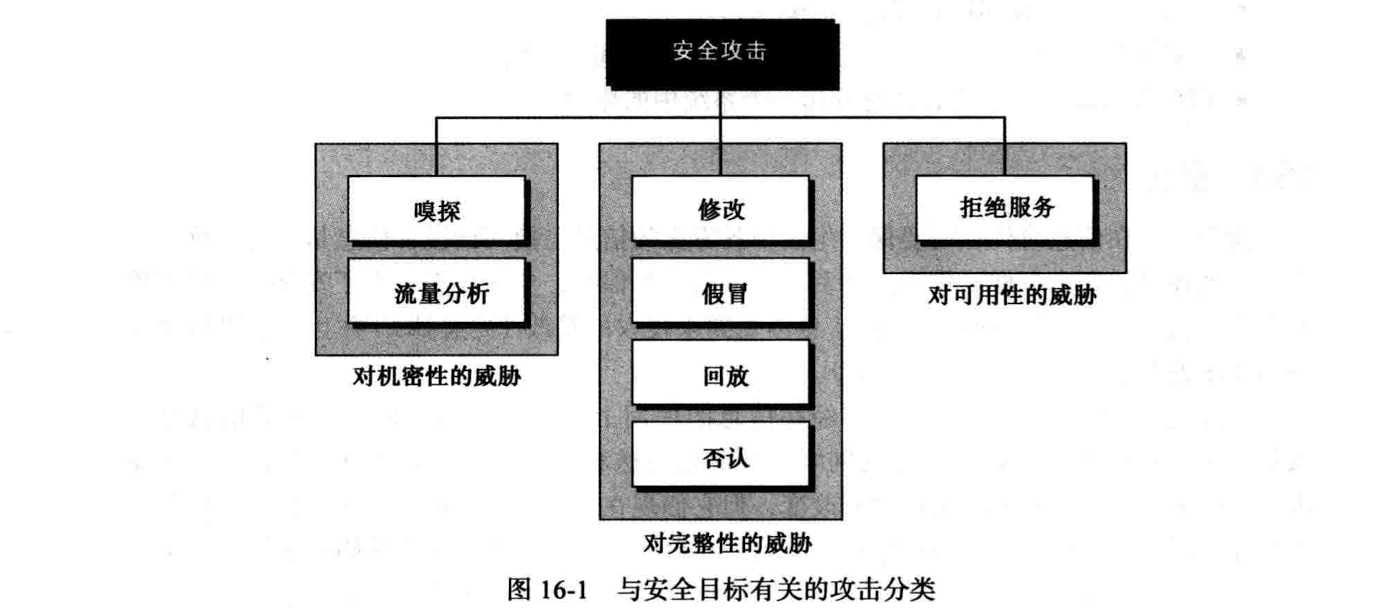 安全攻击
嗅探
流量分析
对机密性的威胁
修改
假冒
回放
否认
对完整性的威胁
拒绝服务
对可用性的威胁
图 16-1 与安全目标有关的攻击分类